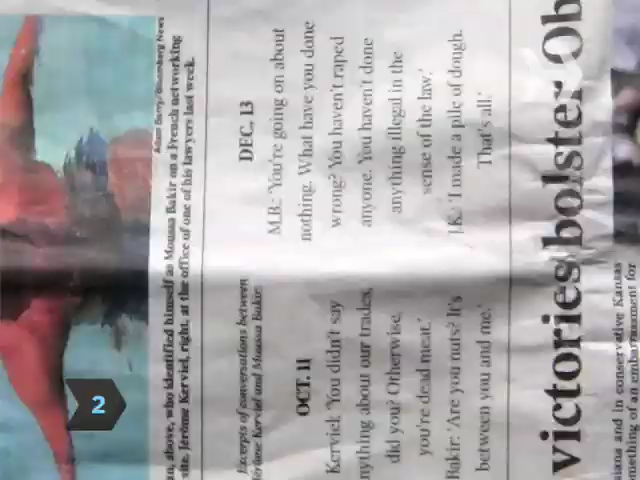 Adam Berry/Bloomberg News
an, above, who identified himself as Moussa Bakir on a French networking
site. Jérôme Kerviel, right, at the office of one of his lawyers last week.
Excerpts of conversations between
Jérôme Kerviel and Moussa Bakir:
OCT. 11
Kerviel: 'You didn't say
anything about our trades,
did you? Otherwise,
you're dead meat.'
Bakir: 'Are you nuts? It's
between you and me.'
DEC. 13
M.B.: 'You're going on about
nothing. What have you done
wrong? You haven't raped
anyone. You haven't done
anything illegal in the
sense of the law.'
J.K.: 'I made a pile of dough.
That's all.'
victories bolster Ob
siana and in conservative Kansas
mething of an embarrassment for
2